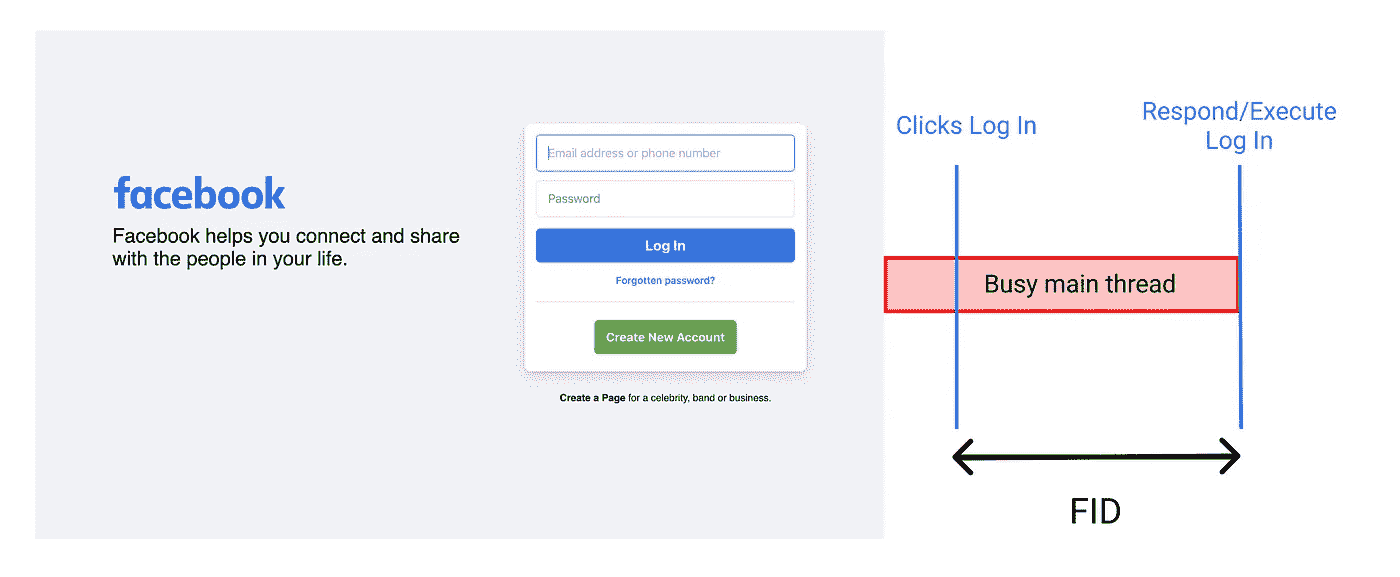 facebook
Facebook helps you connect and share
with the people in your life.
Email address or phone number
Password
Log In
Forgotten password?
Create New Account
Create a Page for a celebrity, band or business.
Clicks Log In
Respond/Execute
Log In
Busy main thread
FID